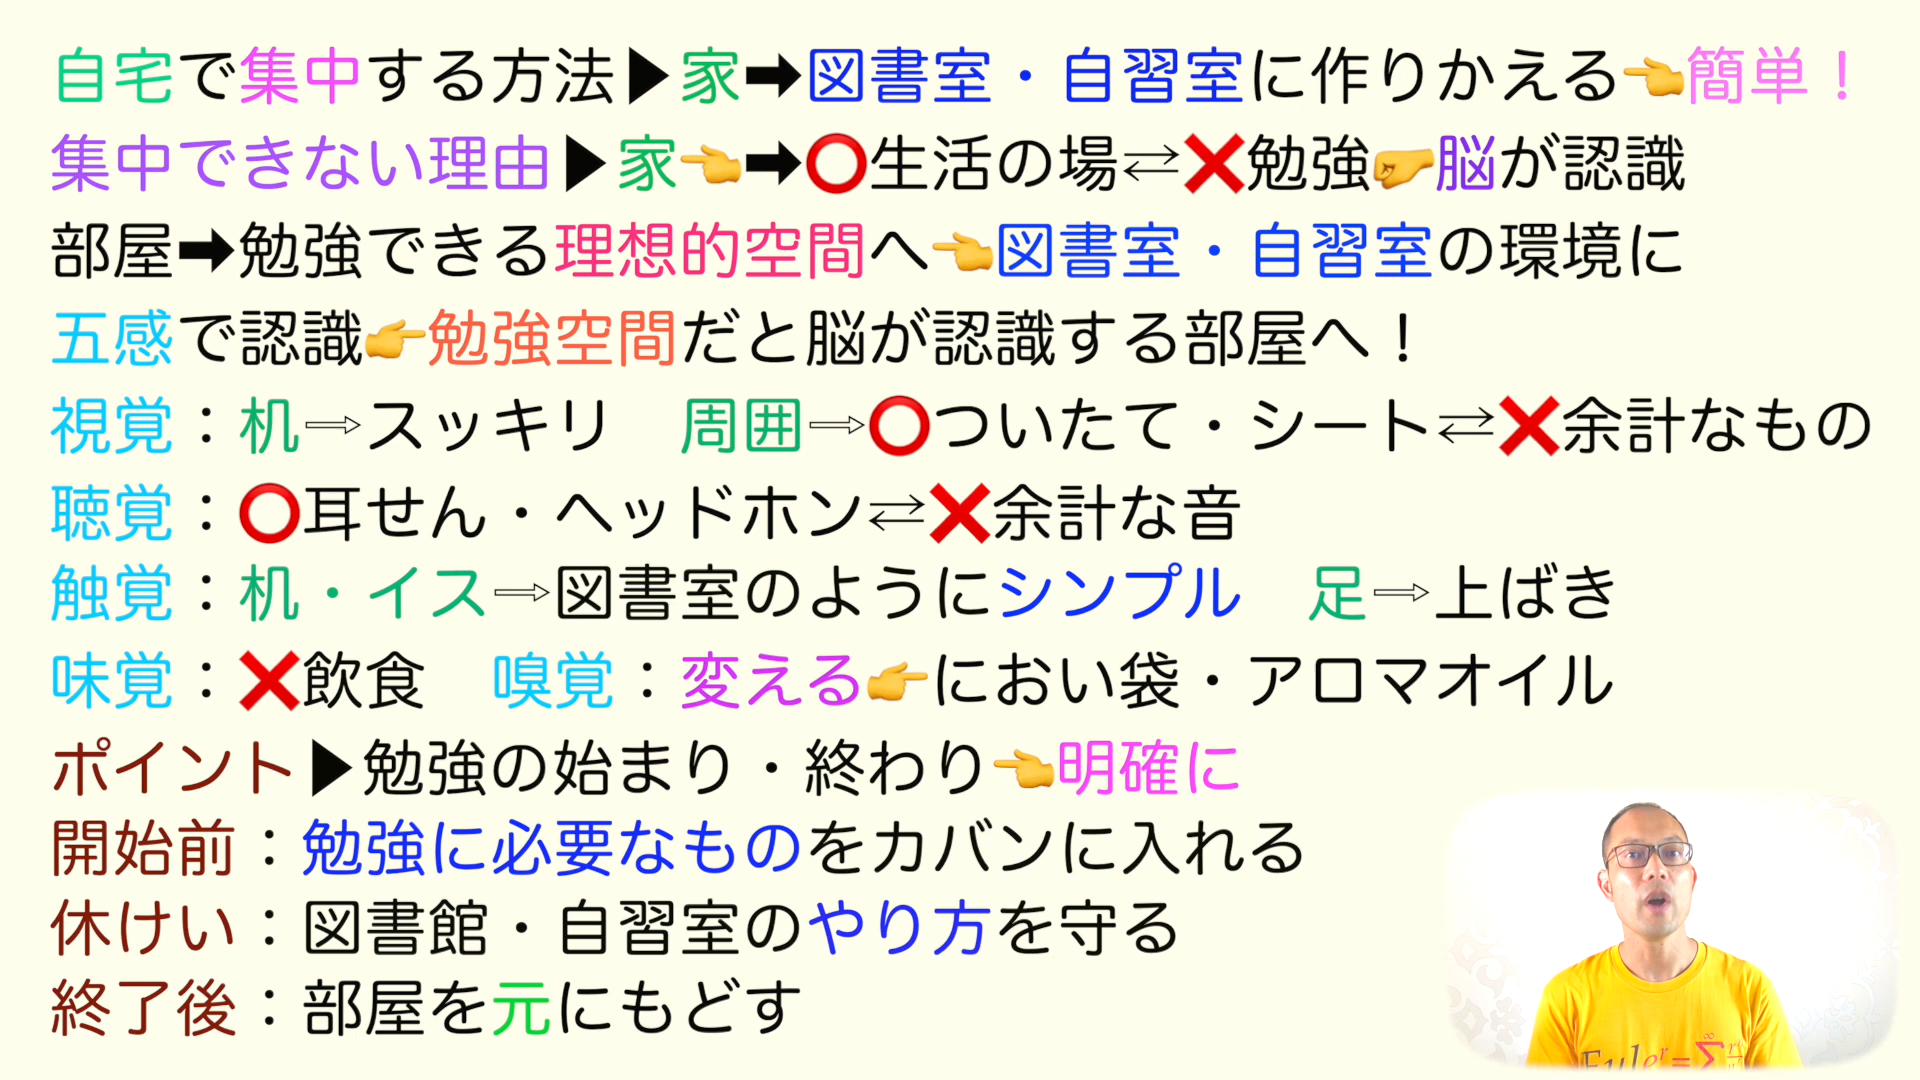 自宅で集中する方法▶家➡図書室・自習室に作りかえる👈簡単！
集中できない理由▶家👈➡⭕生活の場⇄❌勉強🤛脳が認識
部屋➡勉強できる理想的空間へ👈図書室・自習室の環境に
五感で認識👉勉強空間だと脳が認識する部屋へ！
視覚：机⇨スッキリ　周囲⇨⭕ついたて・シート⇄❌余計なもの
聴覚：⭕耳せん・ヘッドホン⇄❌余計な音
触覚：机・イス⇨図書室のようにシンプル　足⇨上ばき
味覚：❌飲食　嗅覚：変える👉におい袋・アロマオイル
ポイント▶勉強の始まり・終わり👈明確に
開始前：勉強に必要なものをカバンに入れる
休けい：図書館・自習室のやり方を守る
終了後：部屋を元にもどす